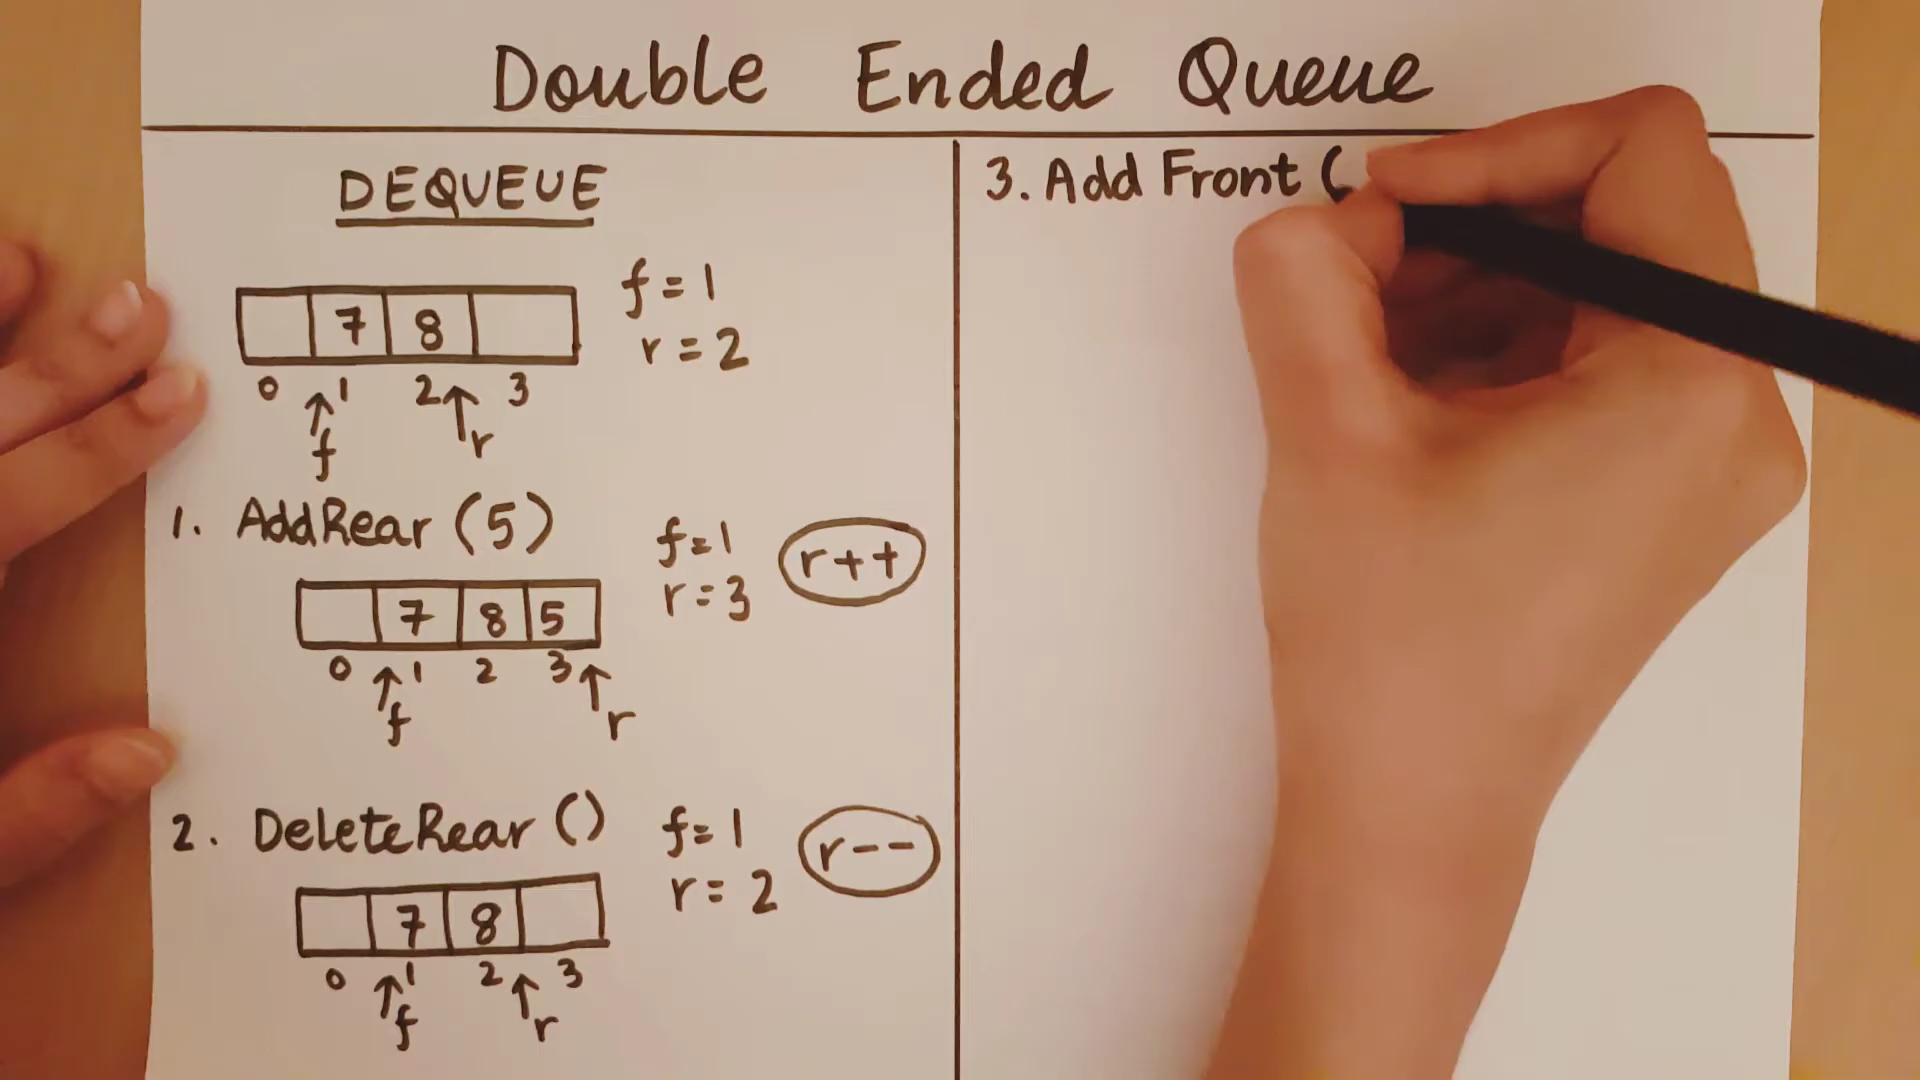 Double Ended Queue
DEQUEUE
7 8
0 1 2 3
f r
f = 1
r = 2
1. AddRear (5)
f = 1
r = 3
r++
7 8 5
0 1 2 3
f r
2. DeleteRear ()
f = 1
r = 2
r--
7 8
0 1 2 3
f r
3. Add Front (